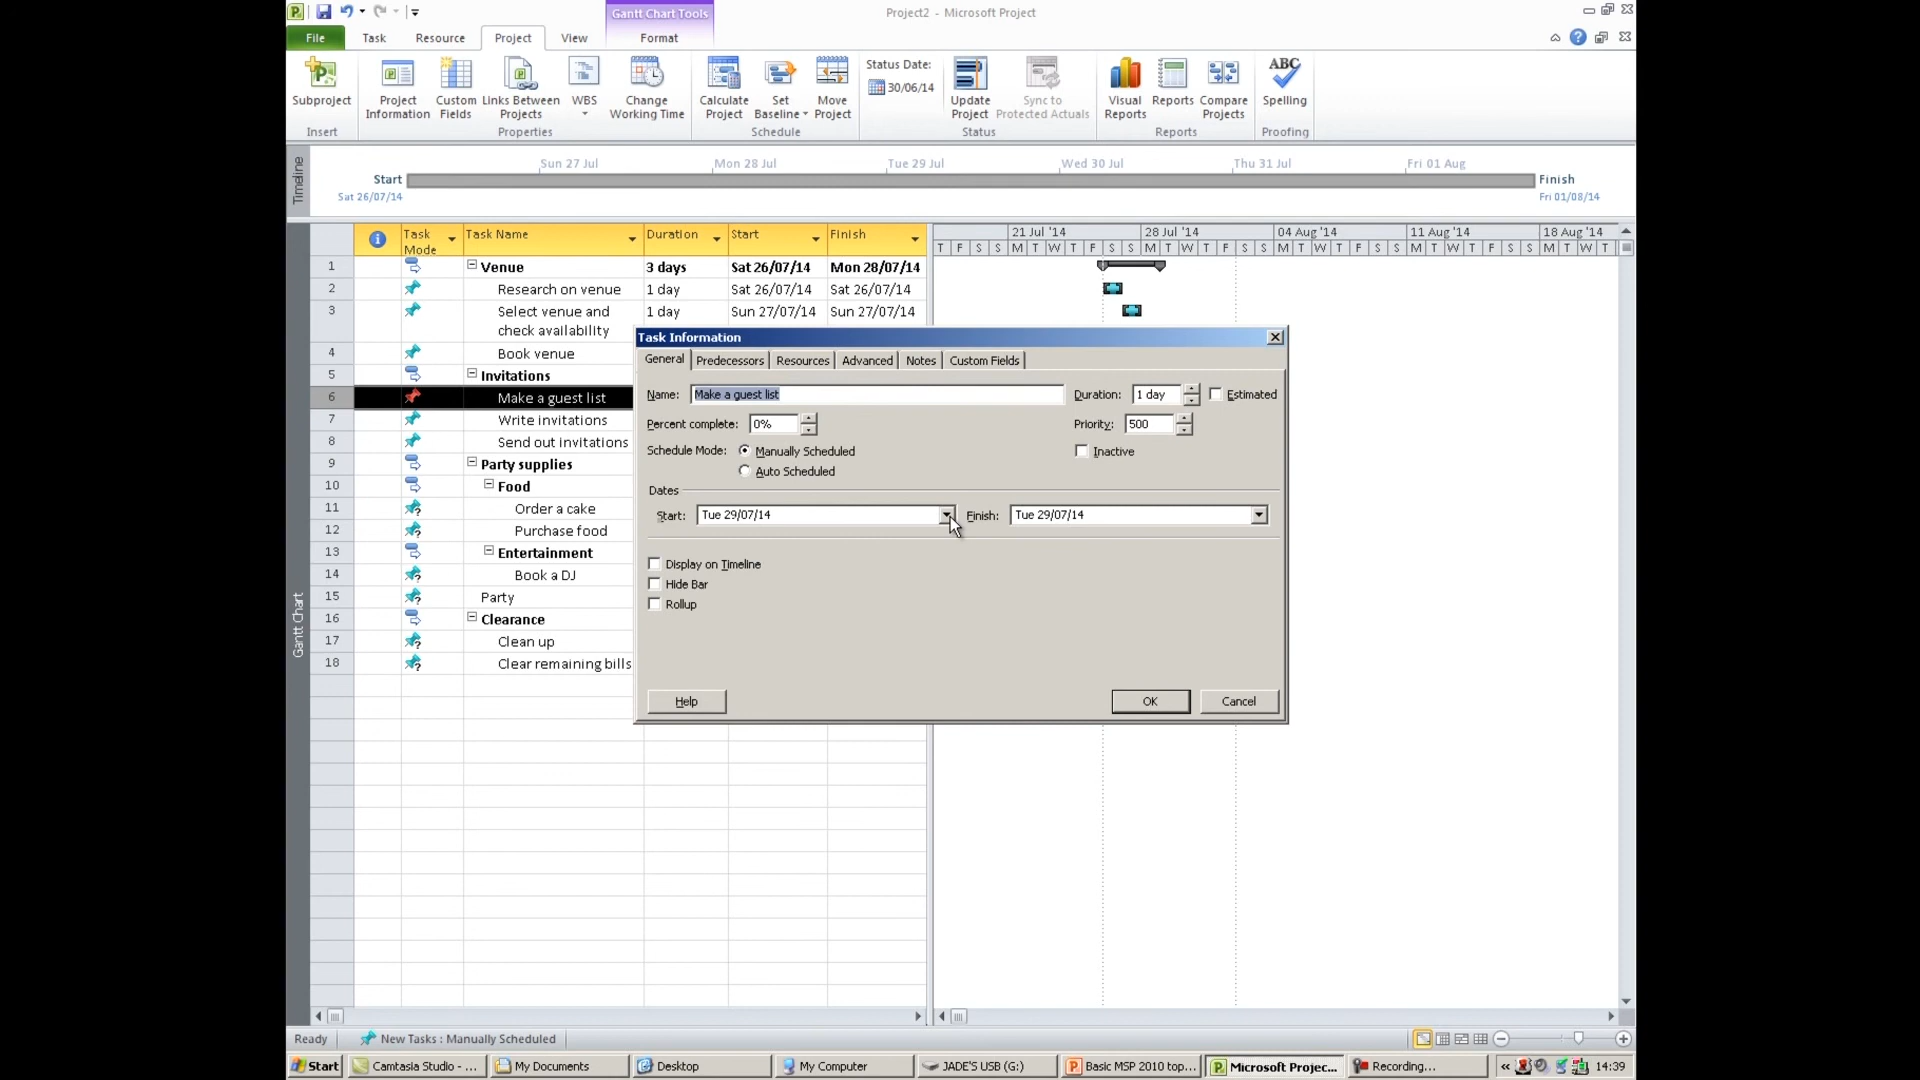 Gantt Chart Tools
Project2 - Microsoft Project
File Task Resource Project View Format
Subproject
Project Information
Custom Fields
Links Between Projects
WBS
Change Working Time
Calculate Project
Set Baseline
Move Project
Status Date:
30/06/14
Update Project
Sync to Protected Actuals
Visual Reports
Reports
Compare Projects
ABC
Spelling
Insert Properties Schedule Status Reports Proofing
Timeline
Sun 27 Jul Mon 28 Jul Tue 29 Jul Wed 30 Jul Thu 31 Jul Fri 01 Aug
Start Finish
Sat 26/07/14 Fri 01/08/14
Task Mode Task Name Duration Start Finish
21 Jul '14 28 Jul '14 04 Aug '14 11 Aug '14 18 Aug '14
T F S S M T W T F S S M T W T F S S M T W T F S S M T W T F S S M T W T
1 Venue 3 days Sat 26/07/14 Mon 28/07/14
2 Research on venue 1 day Sat 26/07/14 Sat 26/07/14
3 Select venue and check availability 1 day Sun 27/07/14 Sun 27/07/14
4 Book venue
5 Invitations
6 Make a guest list
7 Write invitations
8 Send out invitations
9 Party supplies
10 Food
11 Order a cake
12 Purchase food
13 Entertainment
14 Book a DJ
15 Party
16 Clearance
17 Clean up
18 Clear remaining bills
Gantt Chart
Task Information
General Predecessors Resources Advanced Notes Custom Fields
Name: Make a guest list Duration: 1 day Estimated
Percent complete: 0% Priority: 500
Schedule Mode: Manually Scheduled Inactive
Auto Scheduled
Dates
Start: Tue 29/07/14 Finish: Tue 29/07/14
Display on Timeline
Hide Bar
Rollup
Help OK Cancel
Ready New Tasks : Manually Scheduled
Start Camtasia Studio - ... My Documents Desktop My Computer JADE'S USB (G:) Basic MSP 2010 top... Microsoft Projec... Recording... « 14:39